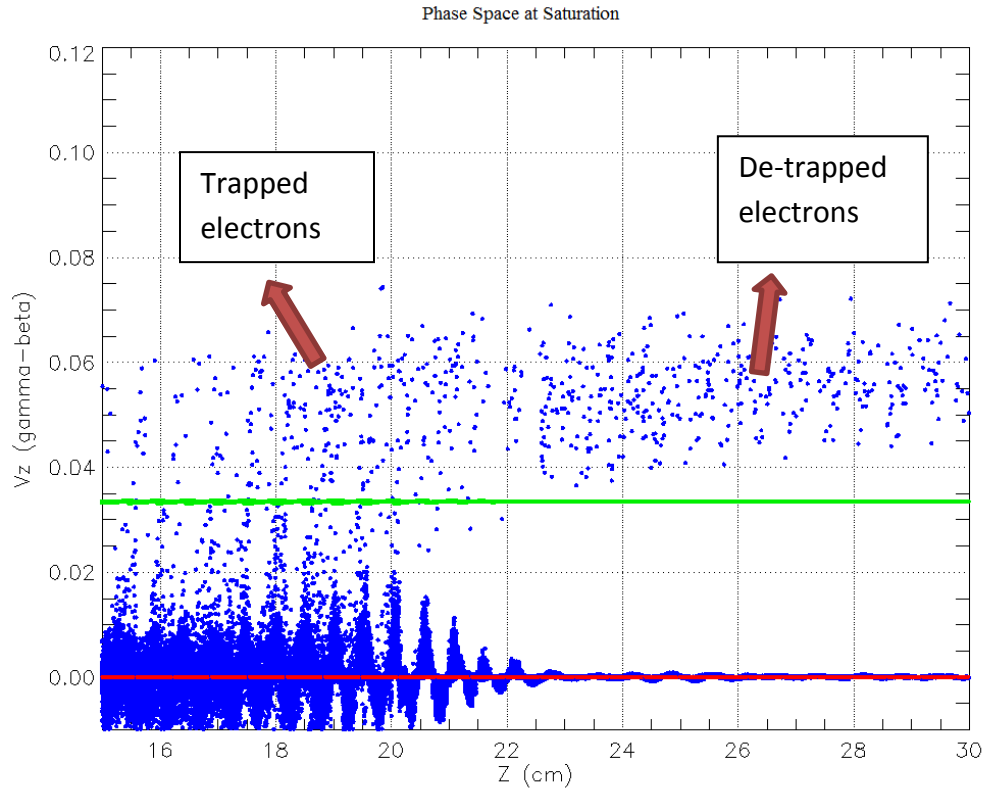 Phase Space at Saturation
0.12
0.10
0.08
0.06
0.04
0.02
0.00
Vz (gamma-beta)
Trapped
electrons
De-trapped
electrons
16 18 20 22 24 26 28 30
Z (cm)